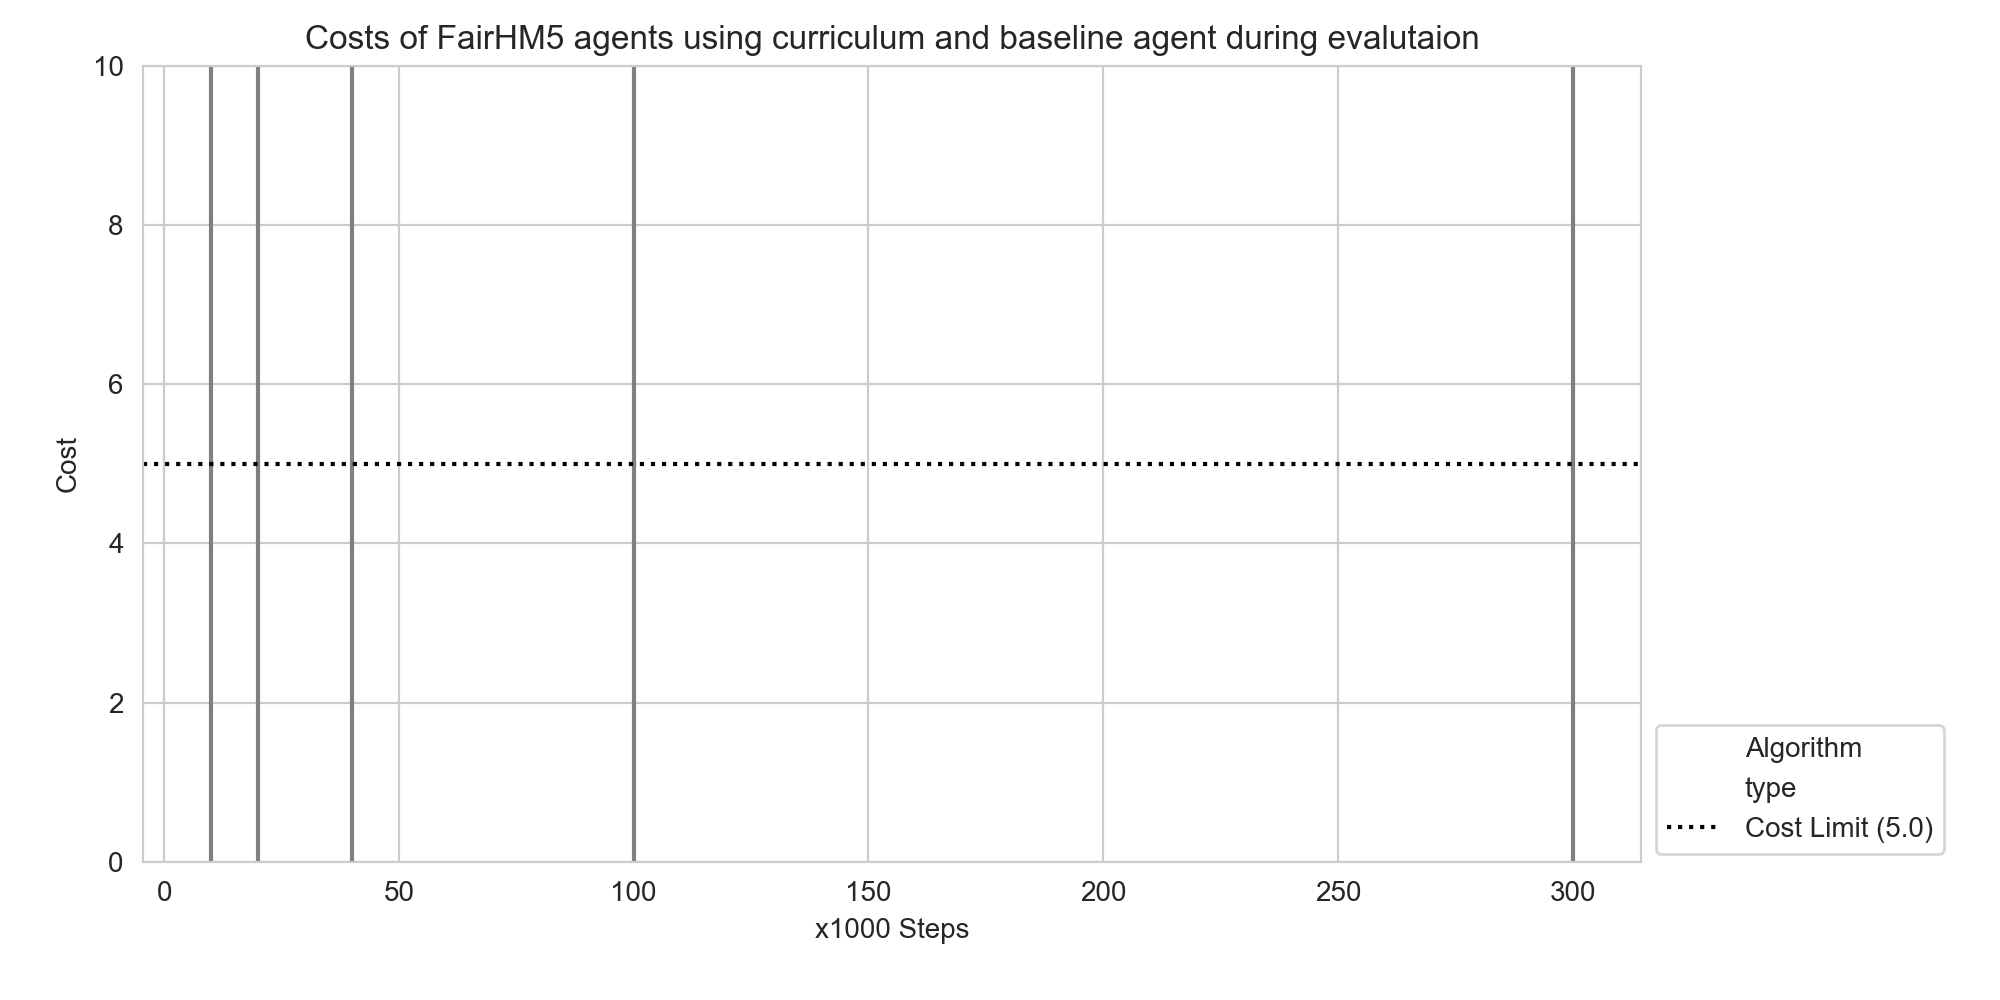 Costs of FairHM5 agents using curriculum and baseline agent during evalutaion
10
8
6
4
2
0
Cost
0 50 100 150 200 250 300
x1000 Steps
Algorithm
type
Cost Limit (5.0)